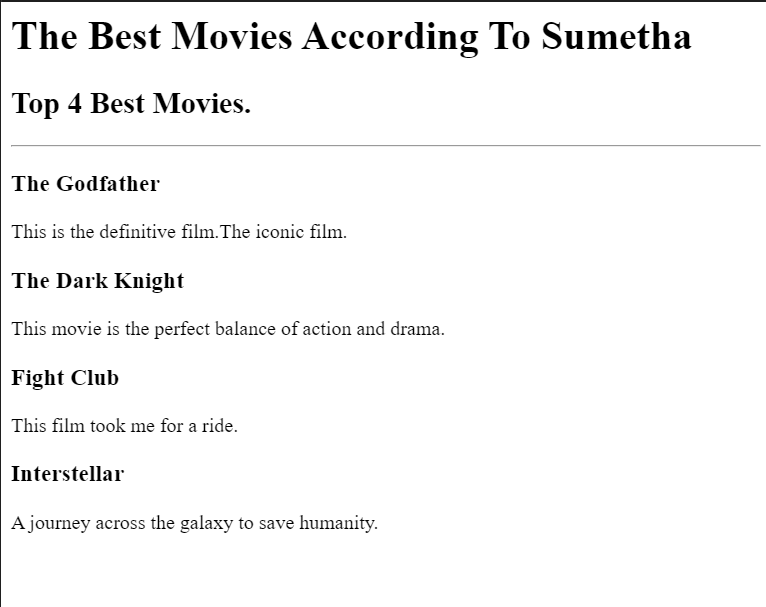 The Best Movies According To Sumetha
Top 4 Best Movies.
The Godfather
This is the definitive film.The iconic film.
The Dark Knight
This movie is the perfect balance of action and drama.
Fight Club
This film took me for a ride.
Interstellar
A journey across the galaxy to save humanity.